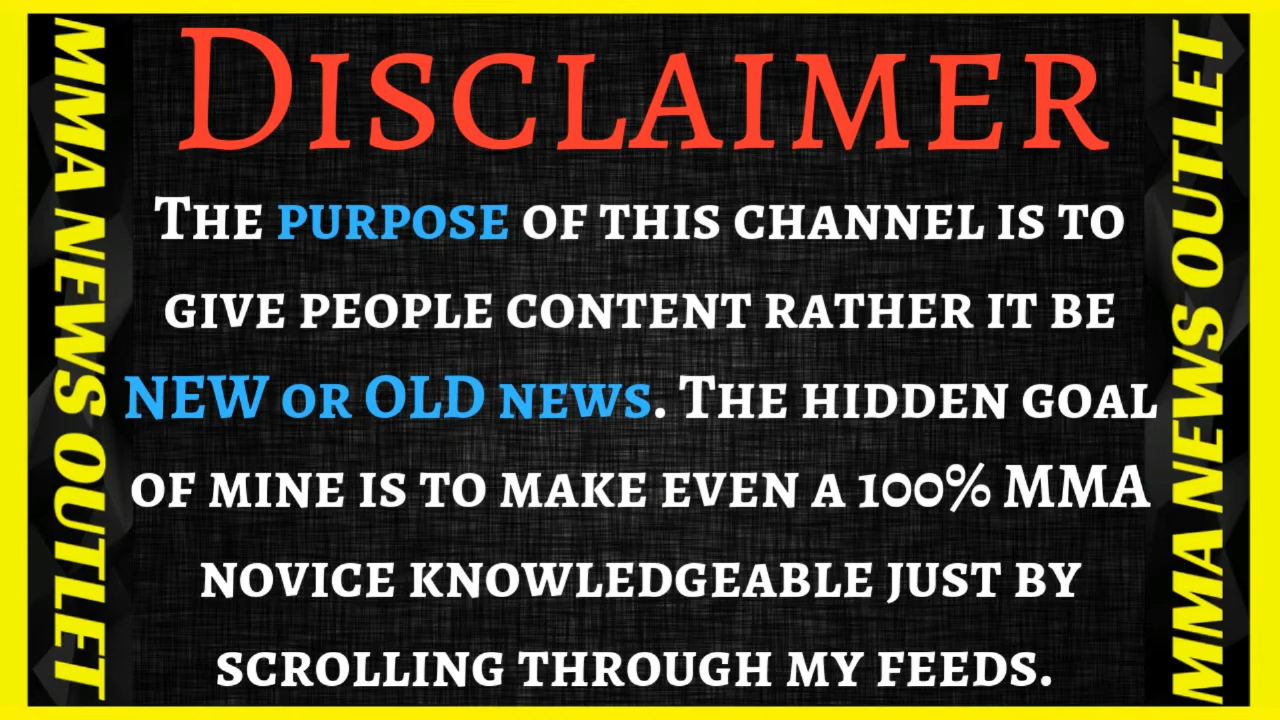 Disclaimer
The purpose of this channel is to
give people content rather it be
NEW or OLD news. The hidden goal
of mine is to make even a 100% MMA
novice knowledgeable just by
scrolling through my feeds.
MMA NEWS OUTLET
MMA NEWS OUTLET